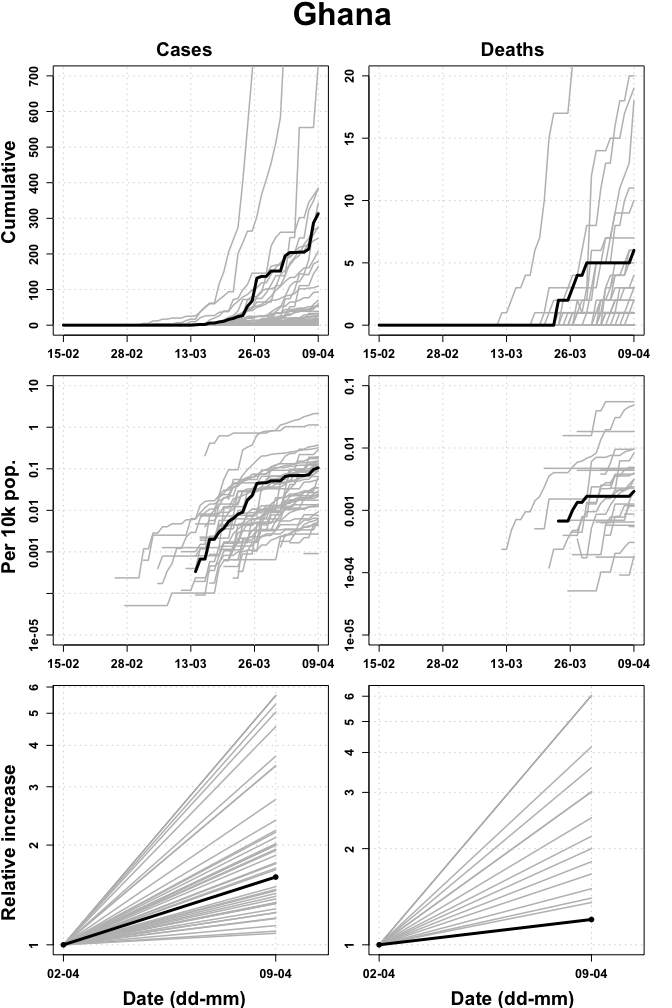 Ghana
Cases
Deaths
Cumulative
700
600
500
400
300
200
100
0
15-02 28-02 13-03 26-03 09-04
20
15
10
5
0
15-02 28-02 13-03 26-03 09-04
Per 10k pop.
10
1
0.1
0.01
0.001
1e-05
15-02 28-02 13-03 26-03 09-04
0.1
0.01
0.001
1e-04
1e-05
15-02 28-02 13-03 26-03 09-04
Relative increase
6
5
4
3
2
1
02-04 09-04
Date (dd-mm)
6
5
4
3
2
1
02-04 09-04
Date (dd-mm)